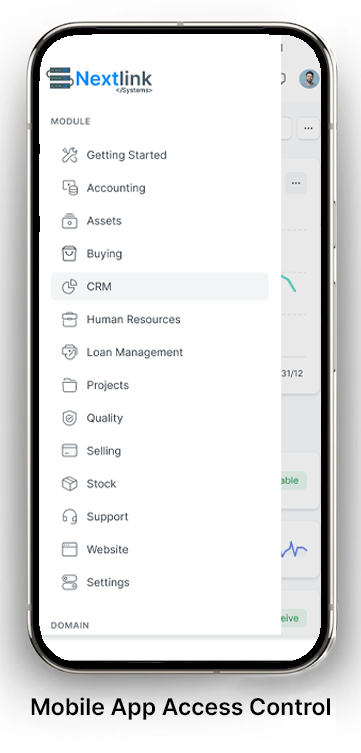 Nextlink
</Systems>
MODULE
Getting Started
Accounting
Assets
Buying
CRM
Human Resources
Loan Management
31/12
Projects
Quality
Selling
able
Stock
Support
Website
Settings
eive
DOMAIN
Mobile App Access Control